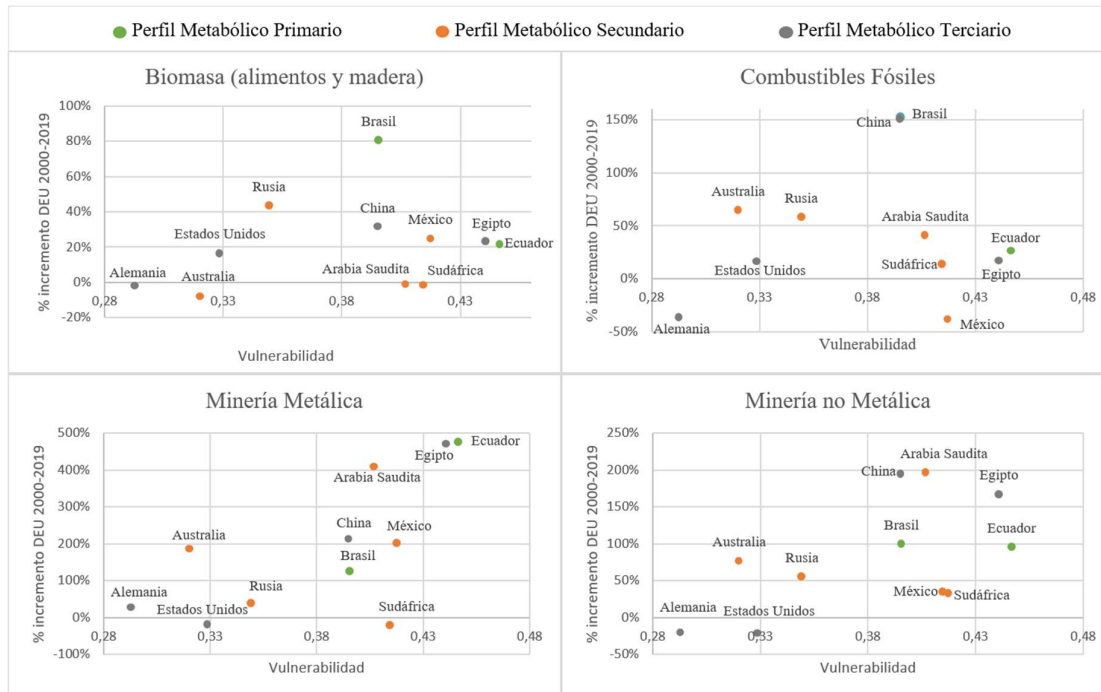 Perfil Metabólico Primario
Perfil Metabólico Secundario
Perfil Metabólico Terciario
Biomasa (alimentos y madera)
% incremento DEU 2000-2019
100%
80%
60%
40%
20%
0%
-20%
0,28
0,33
0,38
0,43
Brasil
Rusia
China
México
Egipto
Estados Unidos
Ecuador
Alemania
Australia
Arabia Saudita
Sudáfrica
Vulnerabilidad
Combustibles Fósiles
% incremento DEU 2000-2019
150%
100%
50%
0%
-50%
0,28
0,33
0,38
0,43
0,48
Brasil
China
Australia
Rusia
Arabia Saudita
Ecuador
Sudáfrica
Estados Unidos
Egipto
Alemania
México
Vulnerabilidad
Minería Metálica
% incremento DEU 2000-2019
500%
400%
300%
200%
100%
0%
-100%
0,28
0,33
0,38
0,43
0,48
Ecuador
Egipto
Arabia Saudita
China
México
Australia
Brasil
Alemania
Rusia
Estados Unidos
Sudáfrica
Vulnerabilidad
Minería no Metálica
% incremento DEU 2000-2019
250%
200%
150%
100%
50%
0%
-50%
0,28
0,33
0,38
0,43
0,48
Arabia Saudita
China
Egipto
Brasil
Ecuador
Australia
Rusia
México
Sudáfrica
Alemania
Estados Unidos
Vulnerabilidad